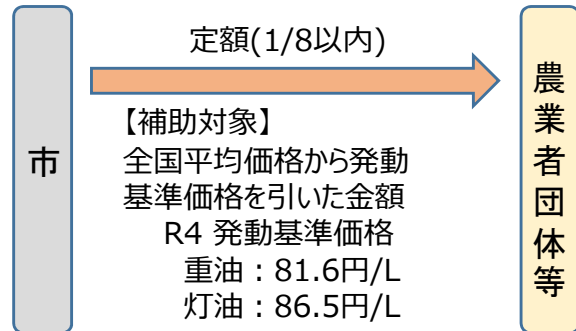 市
定額(1/8以内)
【補助対象】
全国平均価格から発動
基準価格を引いた金額
R4 発動基準価格
重油：81.6円/L
灯油：86.5円/L
農業者団体等